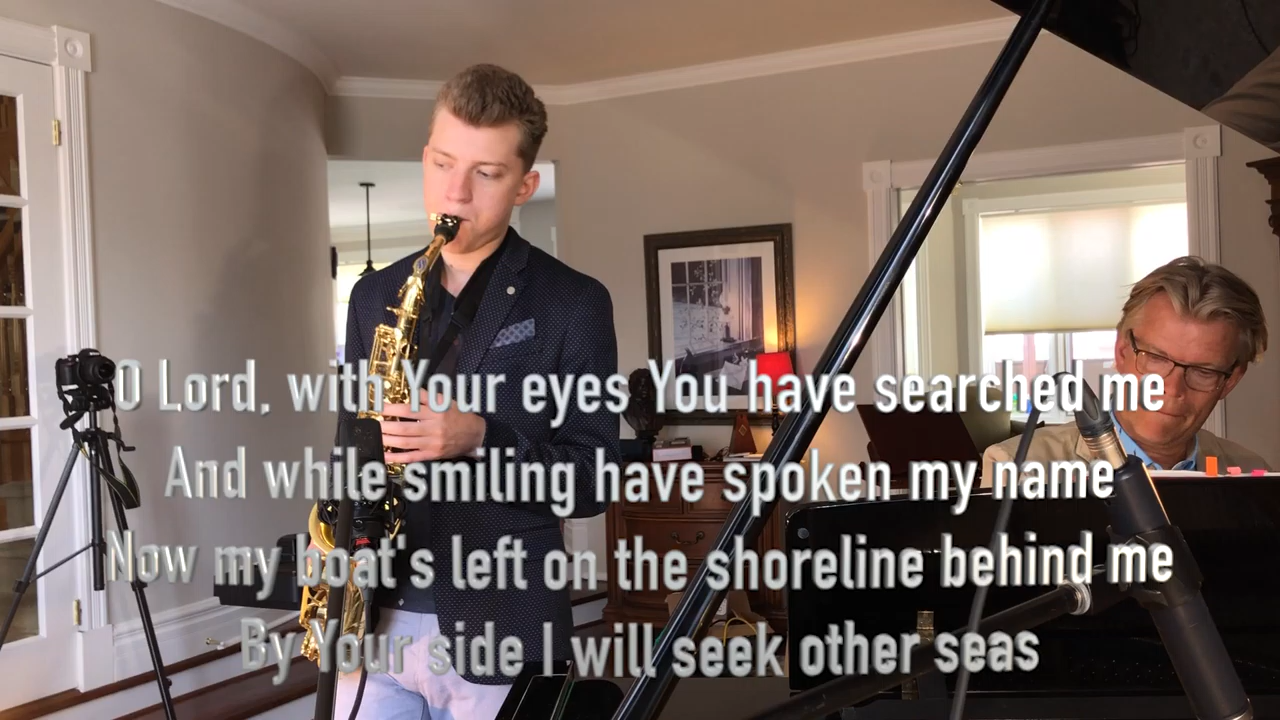 O Lord, with Your eyes You have searched me
And while smiling have spoken my name
Now my boat's left on the shoreline behind me
By Your side I will seek other seas